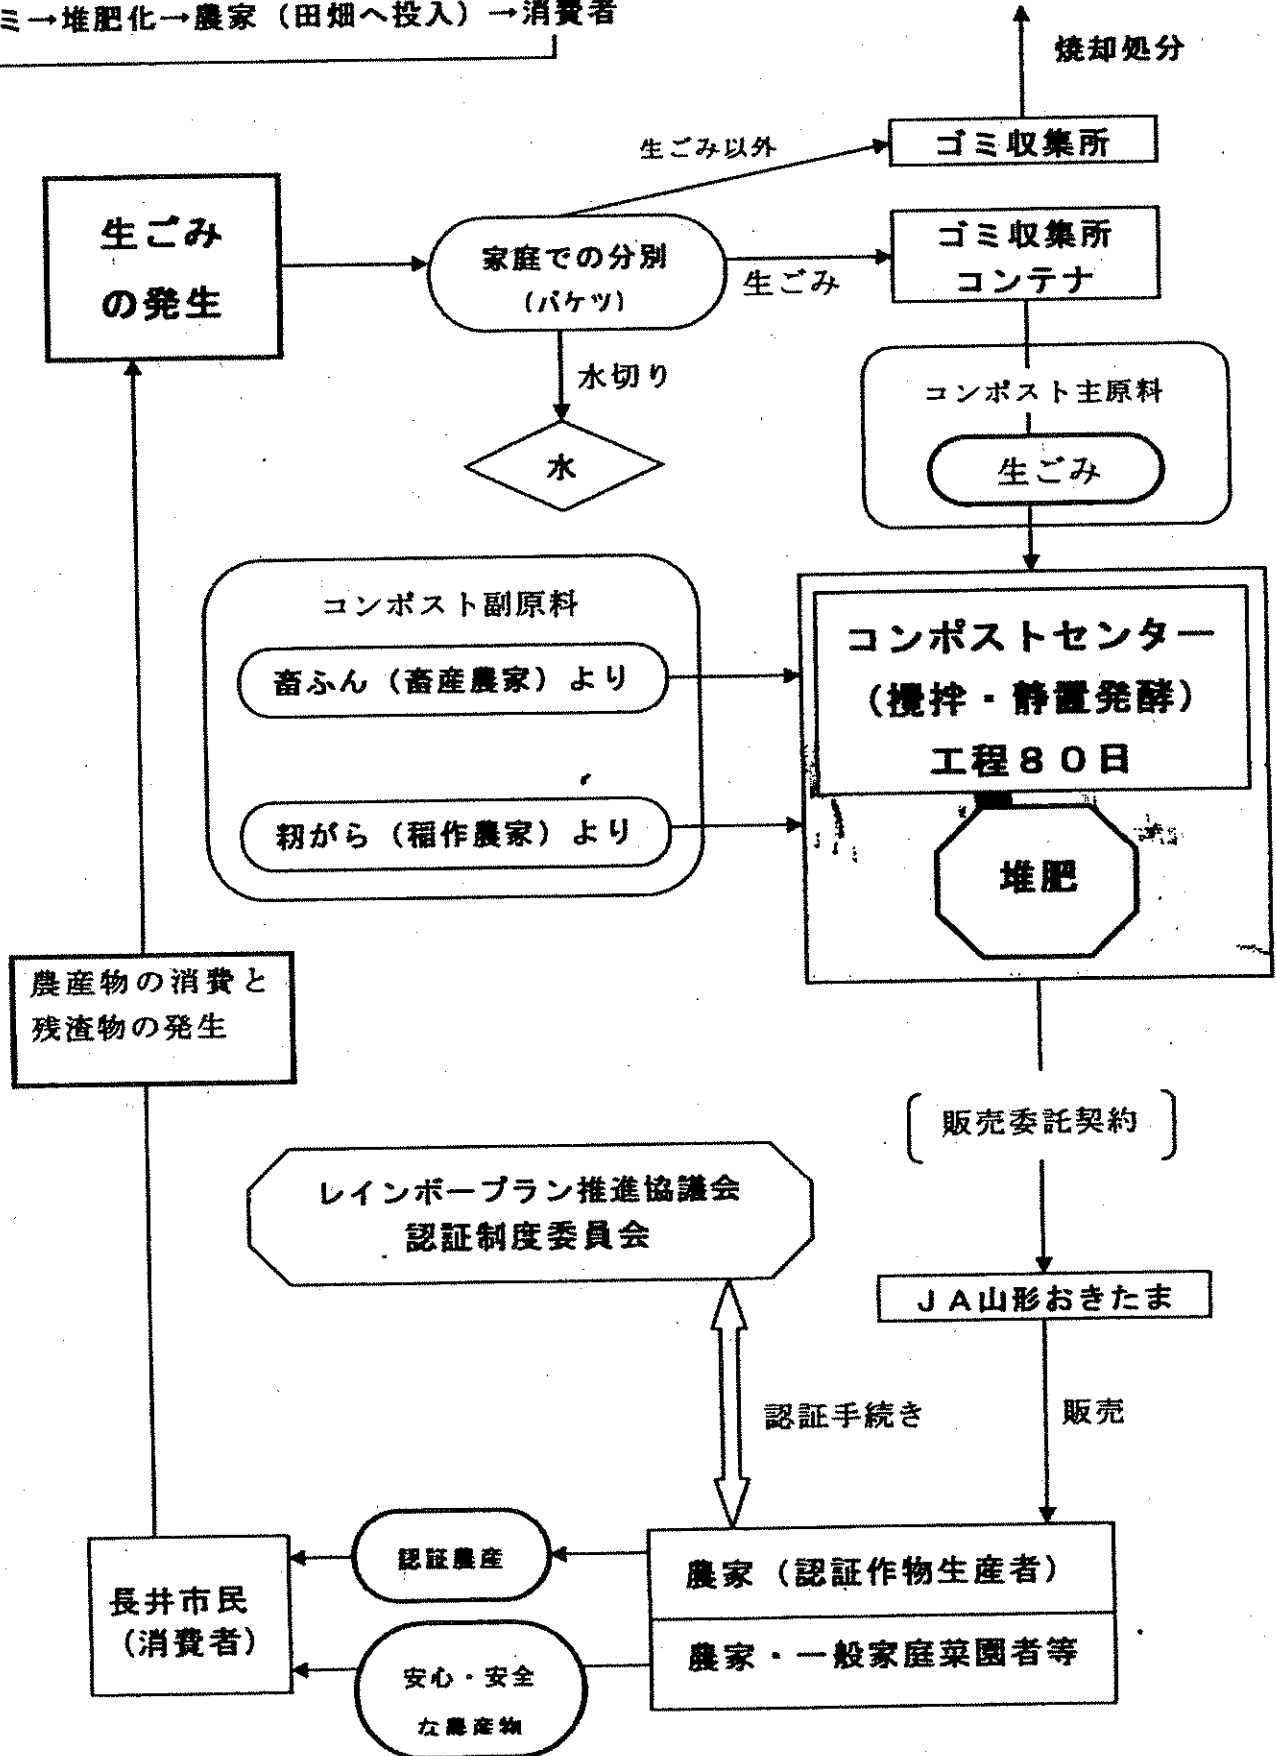 ミ→堆肥化→農家（田畑へ投入）→消費者
焼却処分
生ごみ以外
ゴミ収集所
生ごみ
の発生
家庭での分別
（バケツ）
生ごみ
ゴミ収集所
コンテナ
水切り
水
コンポスト主原料
生ごみ
コンポスト副原料
畜ふん（畜産農家）より
籾がら（稲作農家）より
コンポストセンター
（攪拌・静置発酵）
工程８０日
堆肥
農産物の消費と
残渣物の発生
販売委託契約
レインボープラン推進協議会
認証制度委員会
ＪＡ山形おきたま
認証手続き
販売
長井市民
（消費者）
認証農産
安心・安全
な農産物
農家（認証作物生産者）
農家・一般家庭菜園者等